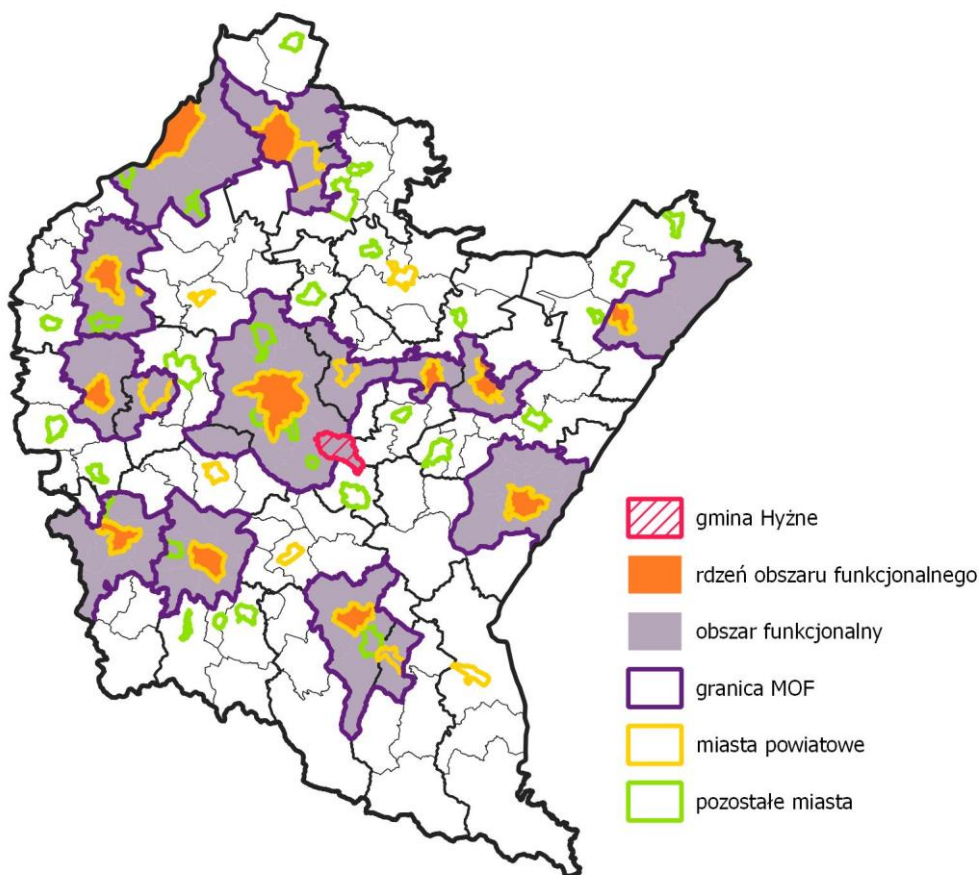 gmina Hyżne
rdzeń obszaru funkcjonalnego
obszar funkcjonalny
granica MOF
miasta powiatowe
pozostałe miasta